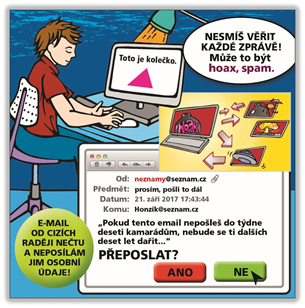 Toto je kolečko.
NESMÍŠ VĚŘIT
KAŽDÉ ZPRÁVĚ!
Může to být
hoax, spam.
Od: neznamy@seznam.cz
Předmět: prosím, pošli to dál
Datum: 21. září 2017 17:43:44
Komu: Honzik@seznam.cz
„Pokud tento email nepošleš do týdne
deseti kamarádům, nebude se ti dalších
deset let dařit...“
PŘEPOSLAT?
ANO
NE
E-MAIL
OD CIZÍCH
RADĚJI NEČTU
A NEPOSÍLÁM
JIM OSOBNÍ
ÚDAJE!